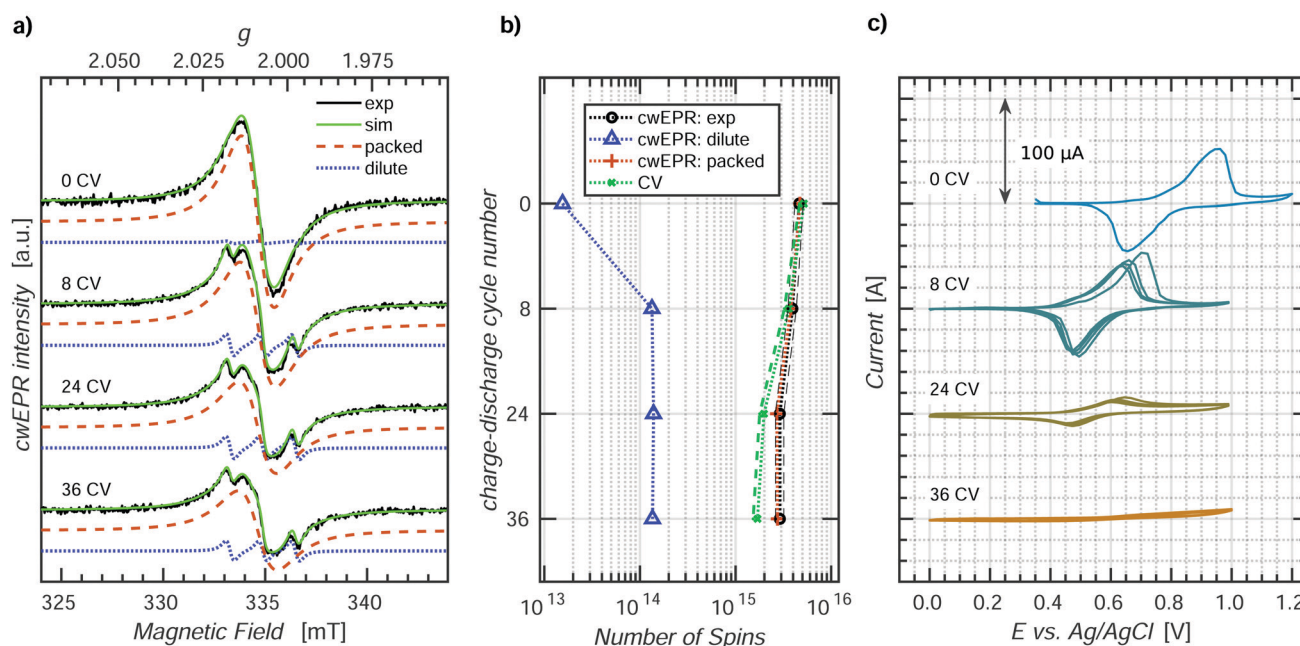 a)
g
2.050 2.025 2.000 1.975
exp
sim
packed
dilute
0 CV
8 CV
24 CV
36 CV
cwEPR intensity [a.u.]
325 330 335 340
Magnetic Field [mT]
b)
cwEPR: exp
cwEPR: dilute
cwEPR: packed
CV
charge-discharge cycle number
0
8
24
36
10^13 10^14 10^15 10^16
Number of Spins
c)
100 μA
0 CV
8 CV
24 CV
36 CV
Current [A]
0.0 0.2 0.4 0.6 0.8 1.0 1.2
E vs. Ag/AgCl [V]